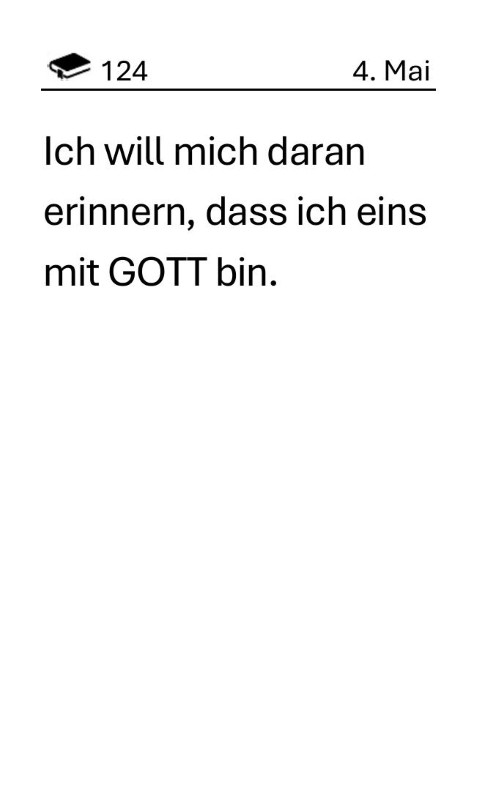 124 4. Mai
Ich will mich daran
erinnern, dass ich eins
mit GOTT bin.